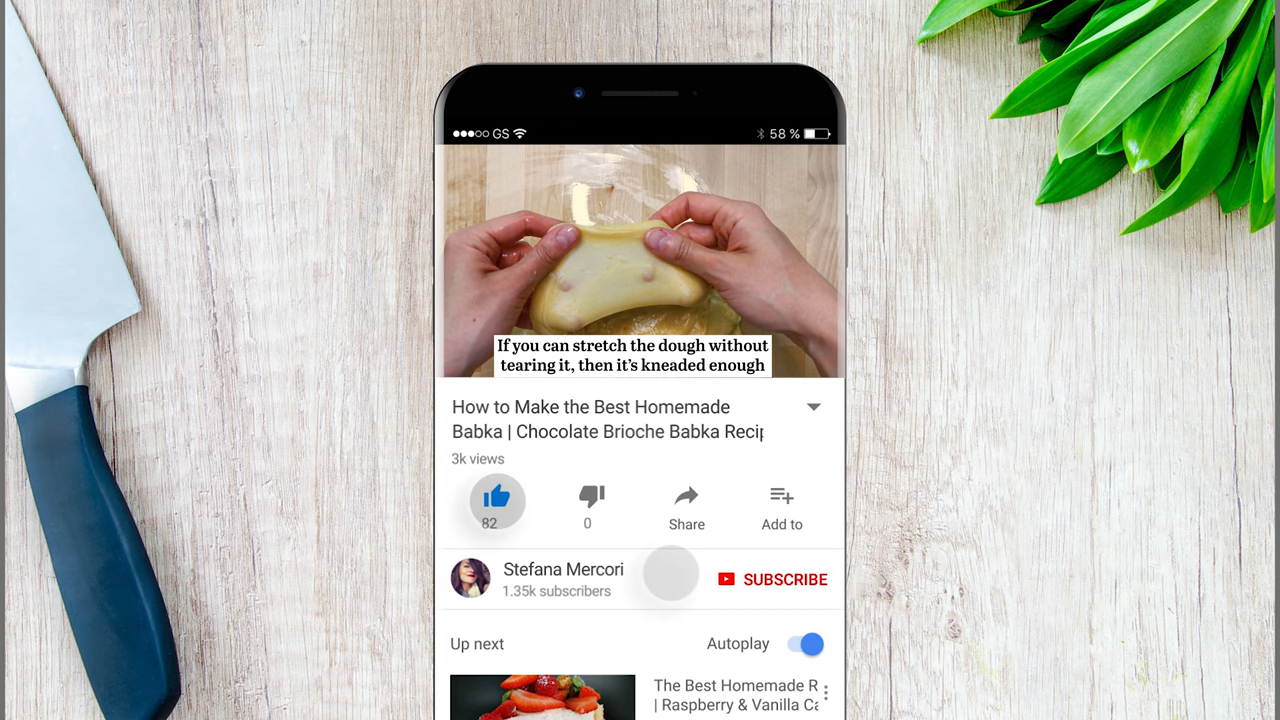 GS
58 %
If you can stretch the dough without
tearing it, then it's kneaded enough
How to Make the Best Homemade
Babka | Chocolate Brioche Babka
3k views
82
0
Share
Add to
Stefana Mercori
1.35k subscribers
SUBSCRIBE
Up next
Autoplay
The Best Homemade
| Raspberry & Vanilla